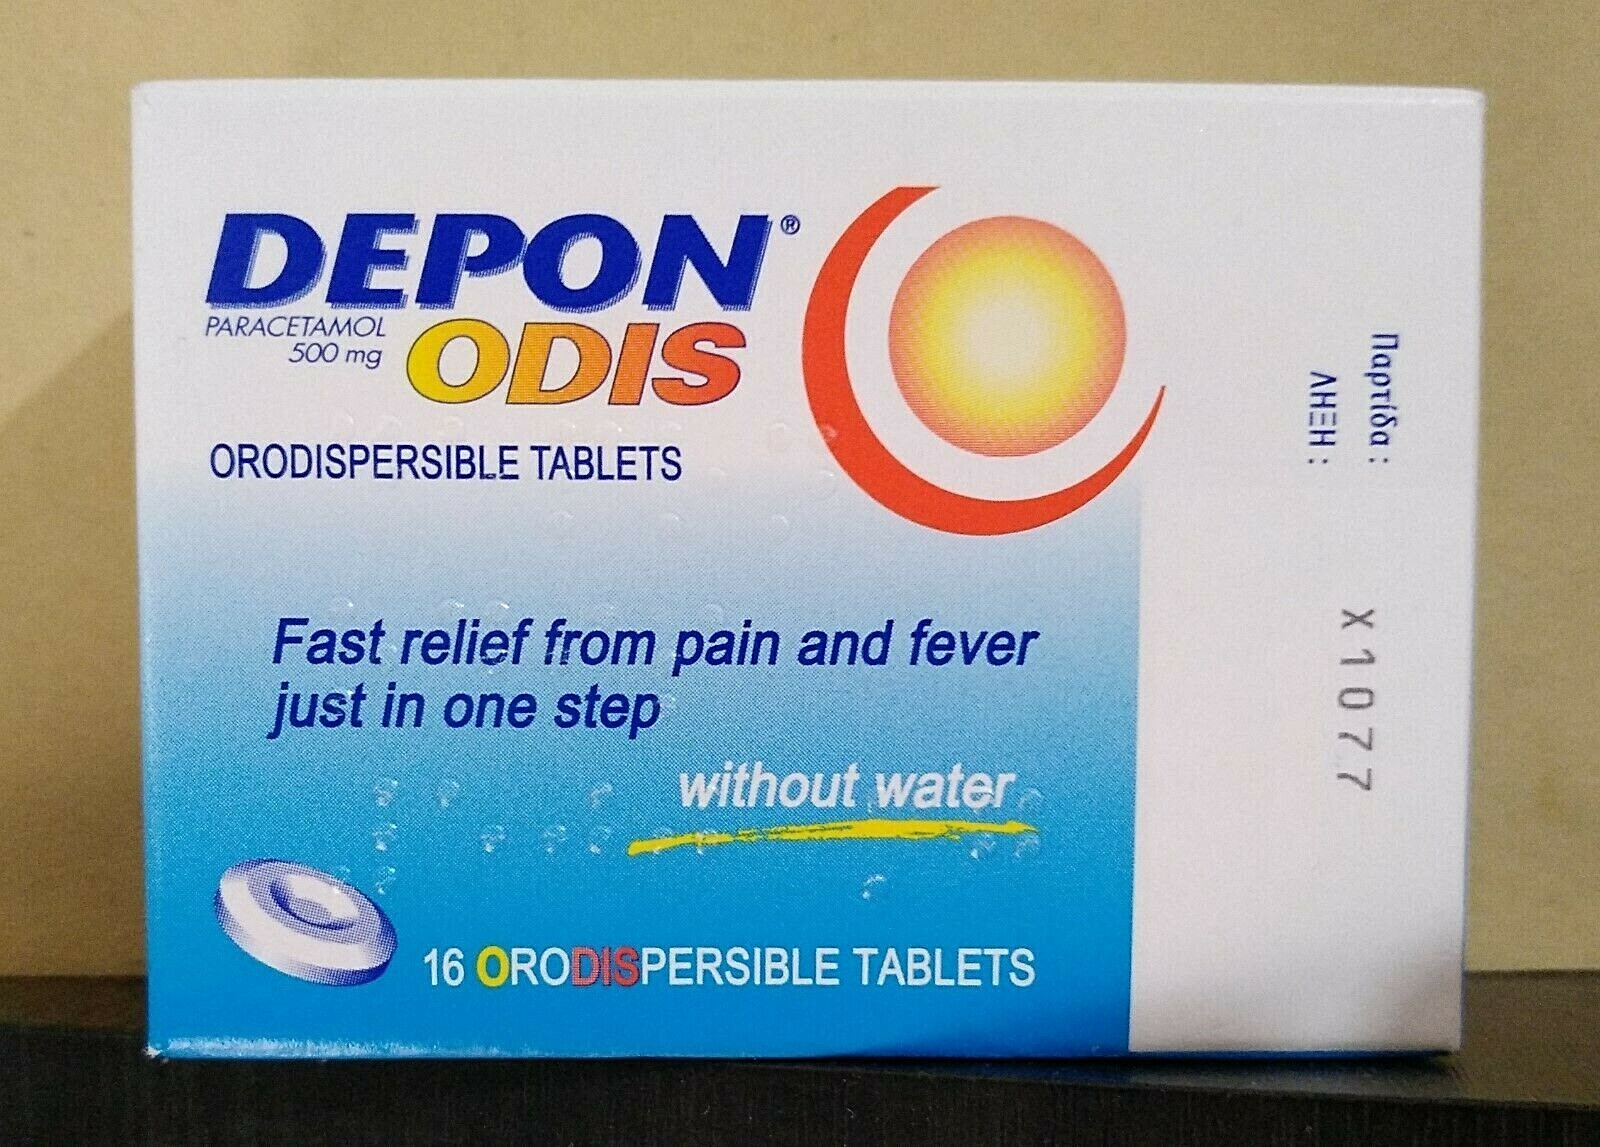 DEPON®
PARACETAMOL
500 mg
ODIS
ORODISPERSIBLE TABLETS
Fast relief from pain and fever
just in one step
without water
16 ORODISPERSIBLE TABLETS
Παρτίδα :
ΛΗΞΗ :
X1077